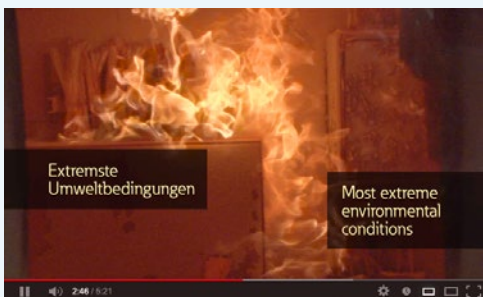 Extremste
Umweltbedingungen
Most extreme
environmental
conditions
2:46 / 5:21